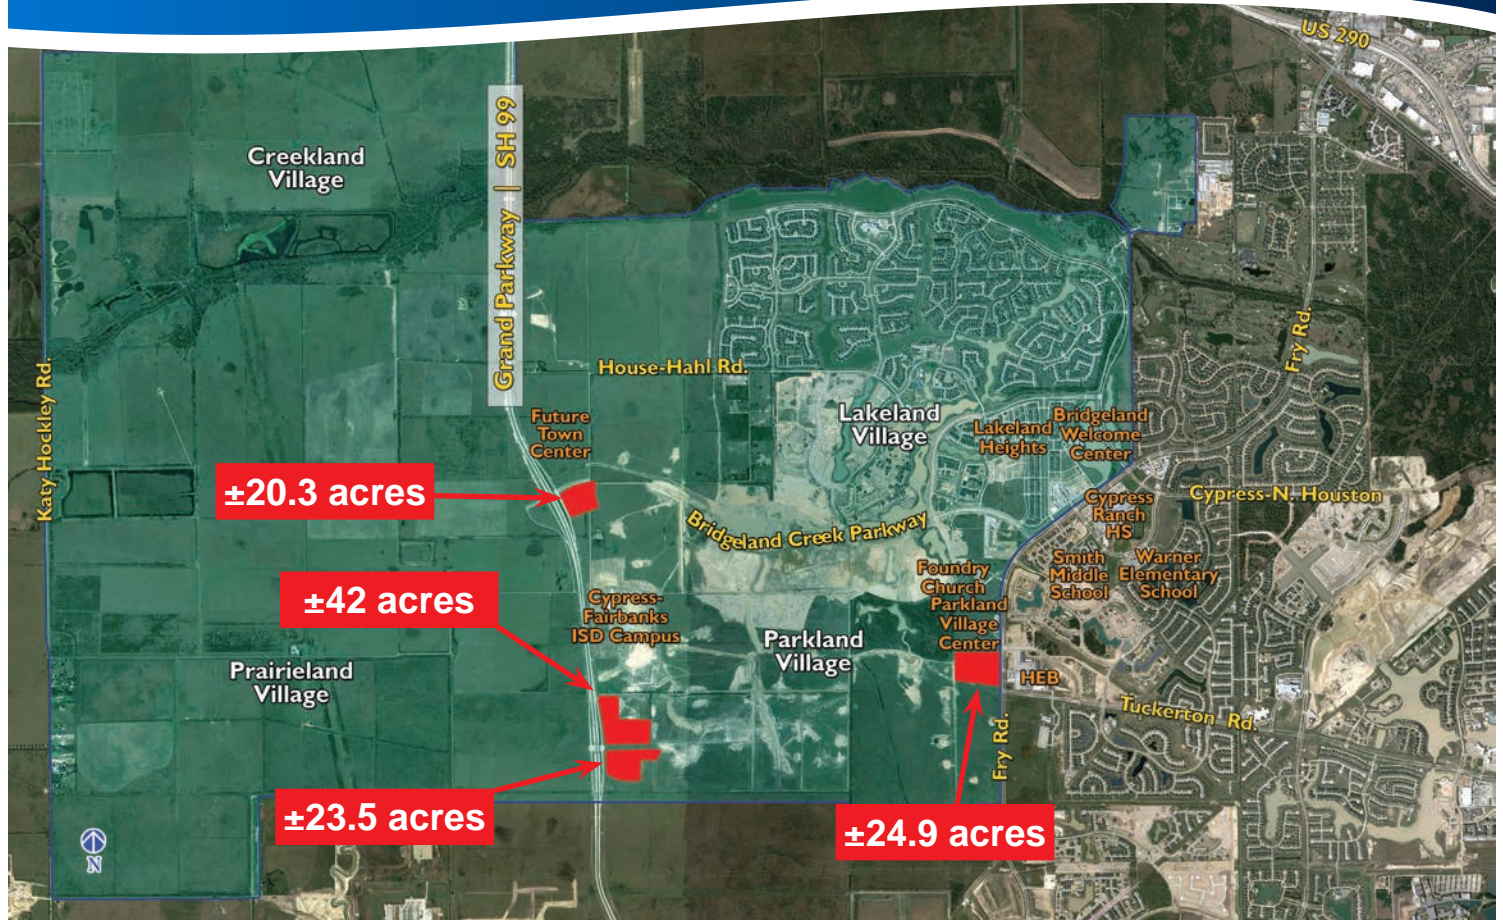 US 290
Creekland
Village
Grand Parkway | SH 99
Fry Rd.
House-Hahl Rd.
Katy Hockley Rd.
Future
Town
Center
Lakeland
Village
Lakeland
Heights
Bridgeland
Welcome
Center
±20.3 acres
Cypress
Ranch
HS
Cypress-N. Houston
Bridgeland Creek Parkway
Smith
Middle
School
Warner
Elementary
School
Foundry
Church
Parkland
Village
Center
±42 acres
Cypress-
Fairbanks
ISD Campus
Parkland
Village
Prairieland
Village
HEB
Tuckerton Rd.
Fry Rd.
±23.5 acres
±24.9 acres
N